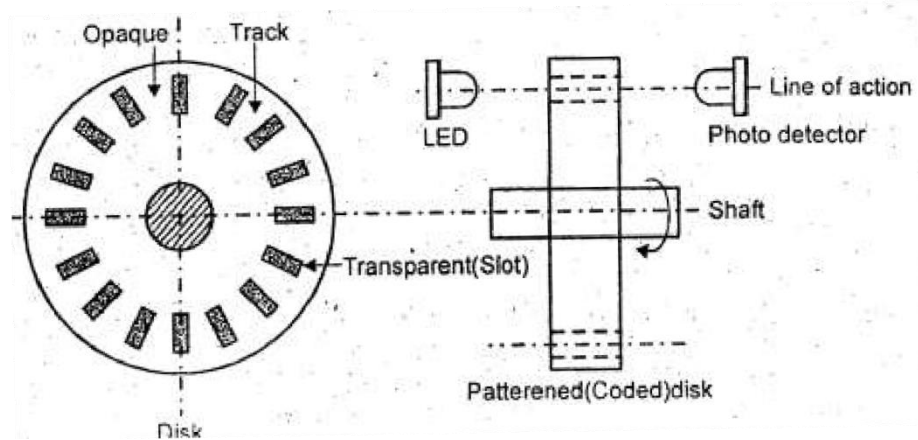 Opaque
Track
Line of action
LED
Photo detector
Shaft
Transparent(Slot)
Patterened(Coded)disk
Disk